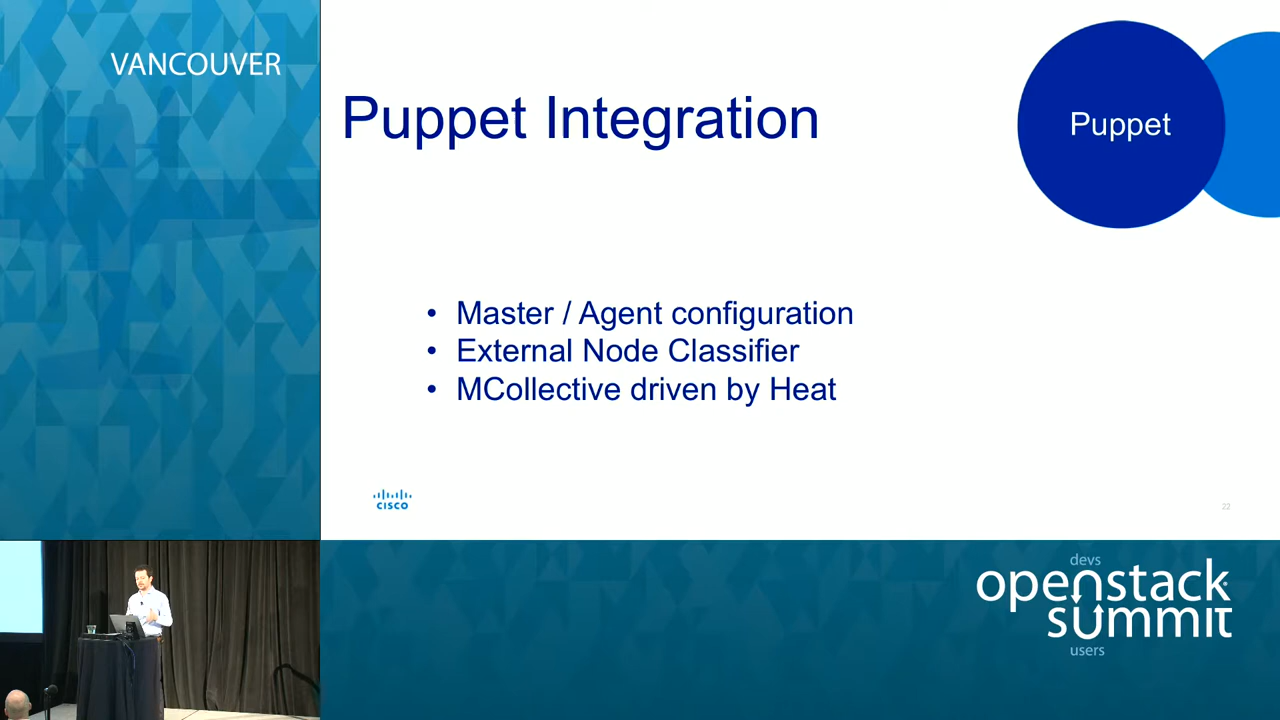 VANCOUVER
Puppet Integration
Puppet
• Master / Agent configuration
• External Node Classifier
• MCollective driven by Heat
CISCO
22
devs
openstack
summit
users